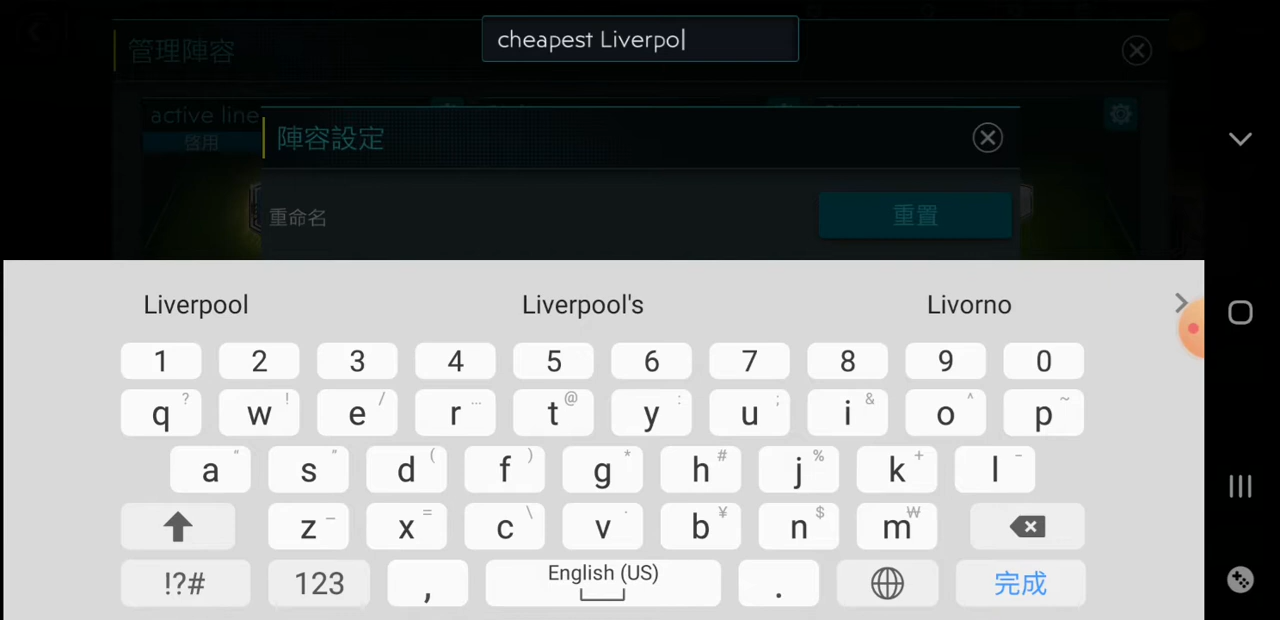 cheapest Liverpo
管理陣容
active line
啓用
陣容設定
重命名
重置
Liverpool Liverpool's Livorno
1 2 3 4 5 6 7 8 9 0
q ? w ! e / r ... t @ y : u ; i & o ^ p ~
a " s " d ( f ) g * h # j % k + l -
z _ x = c \ v · b ¥ n $ m ₩
!?# 123 , English (US) . 完成